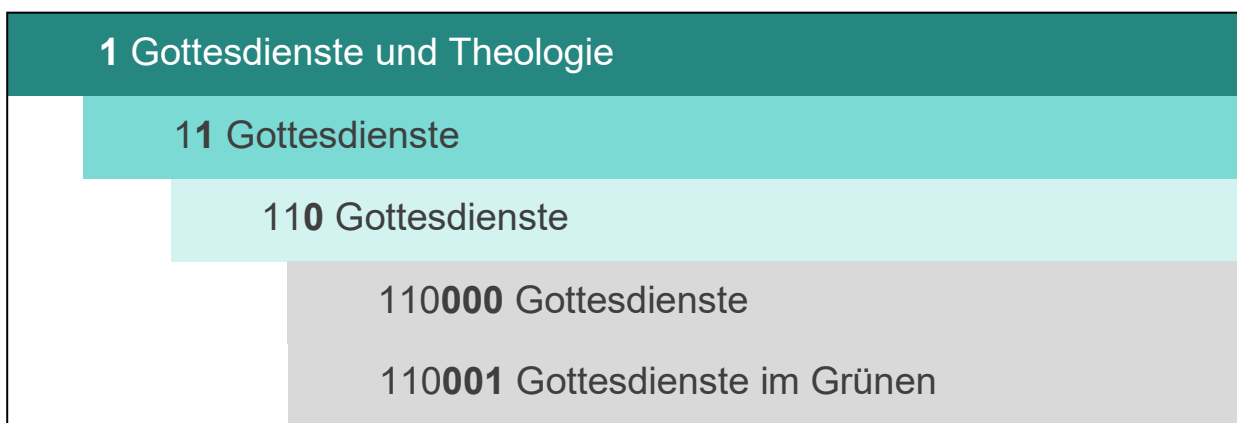 1 Gottesdienste und Theologie
11 Gottesdienste
110 Gottesdienste
110000 Gottesdienste
110001 Gottesdienste im Grünen